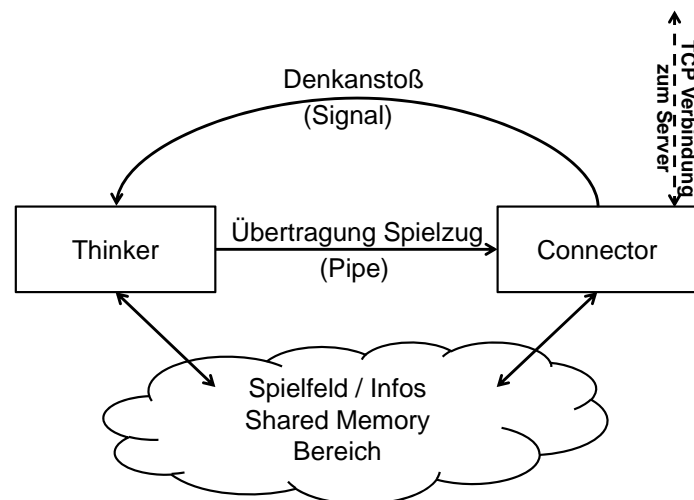 Denkanstoß
(Signal)
TCP Verbindung
zum Server
Thinker
Übertragung Spielzug
(Pipe)
Connector
Spielfeld / Infos
Shared Memory
Bereich